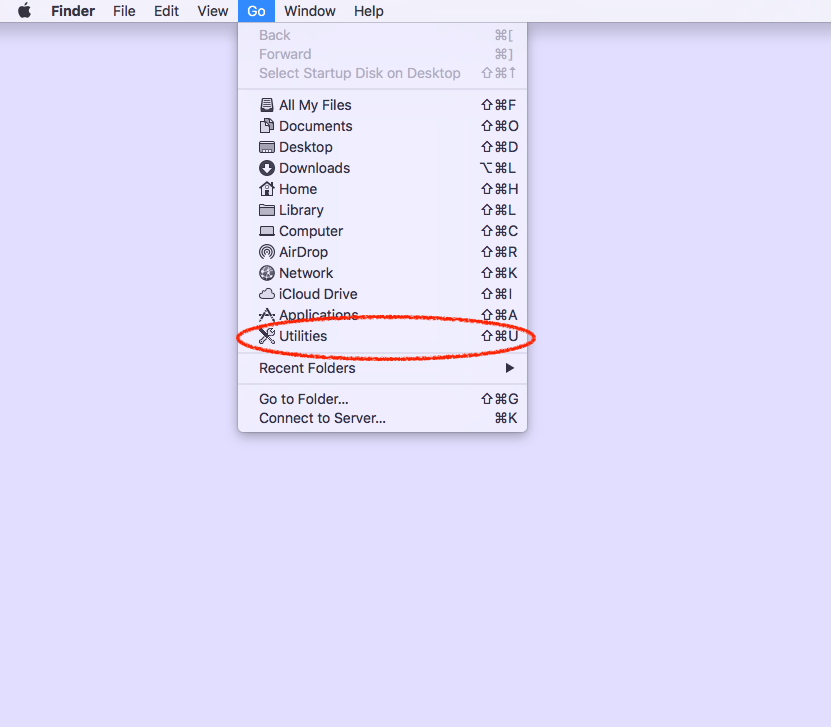 Finder File Edit View Go Window Help
Back ⌘[
Forward ⌘]
Select Startup Disk on Desktop ⇧⌘↑
All My Files ⇧⌘F
Documents ⇧⌘O
Desktop ⇧⌘D
Downloads ⌥⌘L
Home ⇧⌘H
Library ⇧⌘L
Computer ⇧⌘C
AirDrop ⇧⌘R
Network ⇧⌘K
iCloud Drive ⇧⌘I
Applications ⇧⌘A
Utilities ⇧⌘U
Recent Folders ▶
Go to Folder... ⇧⌘G
Connect to Server... ⌘K